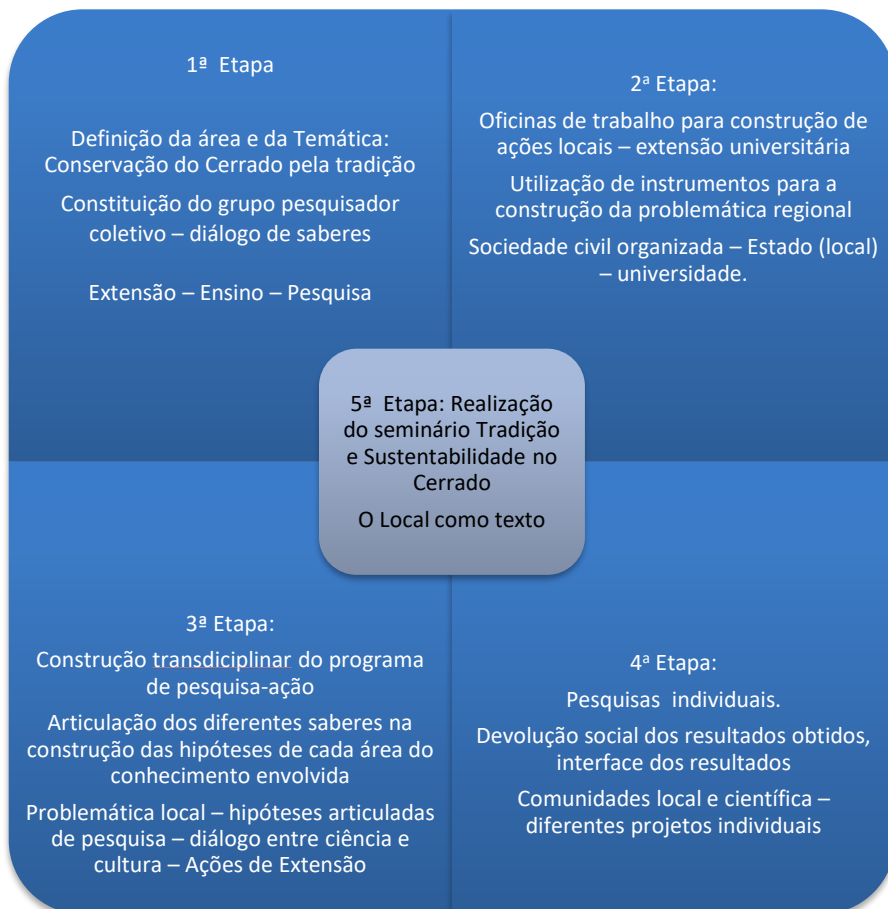 1ª Etapa
Definição da área e da Temática:
Conservação do Cerrado pela tradição
Constituição do grupo pesquisador
coletivo – diálogo de saberes
Extensão – Ensino – Pesquisa
2ª Etapa:
Oficinas de trabalho para construção de
ações locais – extensão universitária
Utilização de instrumentos para a
construção da problemática regional
Sociedade civil organizada – Estado (local)
– universidade.
5ª Etapa: Realização
do seminário Tradição
e Sustentabilidade no
Cerrado
O Local como texto
3ª Etapa:
Construção transdiciplinar do programa
de pesquisa-ação
Articulação dos diferentes saberes na
construção das hipóteses de cada área do
conhecimento envolvida
Problemática local – hipóteses articuladas
de pesquisa – diálogo entre ciência e
cultura – Ações de Extensão
4ª Etapa:
Pesquisas individuais.
Devolução social dos resultados obtidos,
interface dos resultados
Comunidades local e científica –
diferentes projetos individuais